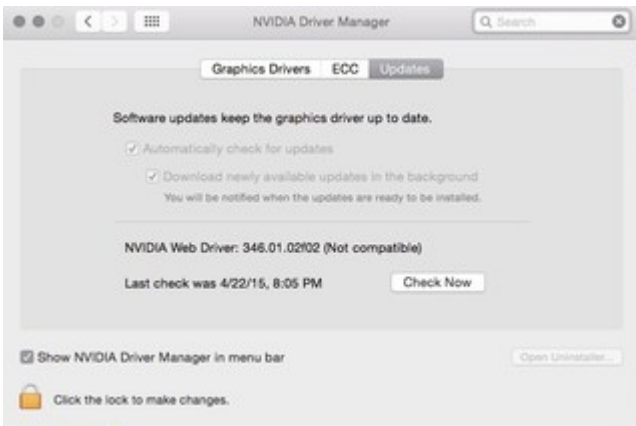 NVIDIA Driver Manager
Search
Graphics Drivers ECC Updates
Software updates keep the graphics driver up to date.
Automatically check for updates
Download newly available updates in the background
You will be notified when the updates are ready to be installed.
NVIDIA Web Driver: 346.01.02f02 (Not compatible)
Last check was 4/22/15, 8:05 PM
Check Now
Show NVIDIA Driver Manager in menu bar
Open Uninstaller...
Click the lock to make changes.